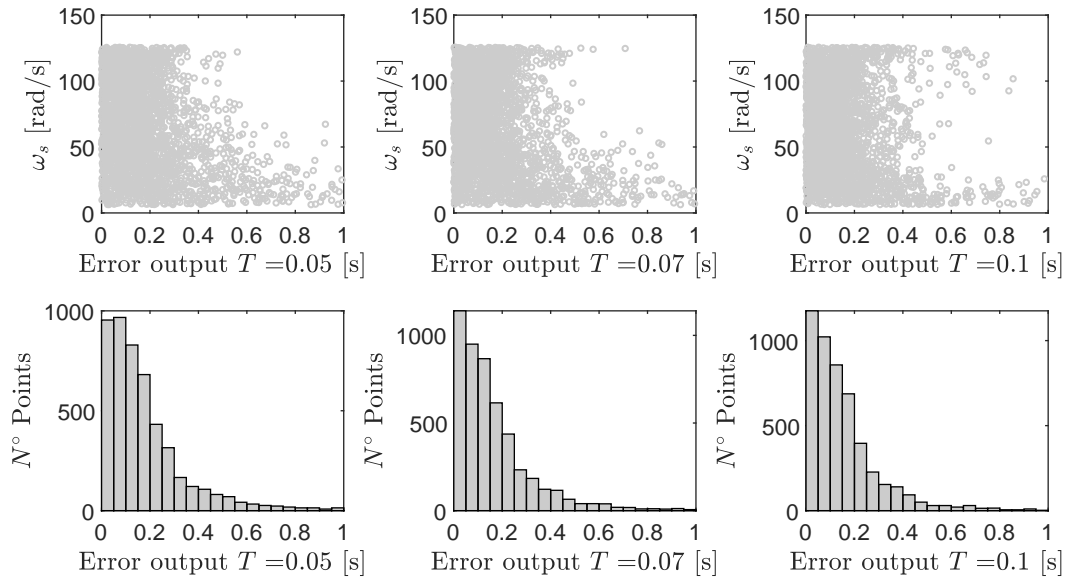 150
100
50
0
ω_s [rad/s]
0 0.2 0.4 0.6 0.8 1
Error output T =0.05 [s]
150
100
50
0
ω_s [rad/s]
0 0.2 0.4 0.6 0.8 1
Error output T =0.07 [s]
150
100
50
0
ω_s [rad/s]
0 0.2 0.4 0.6 0.8 1
Error output T =0.1 [s]
1000
500
0
N° Points
0 0.2 0.4 0.6 0.8 1
Error output T =0.05 [s]
1000
500
0
N° Points
0 0.2 0.4 0.6 0.8 1
Error output T =0.07 [s]
1000
500
0
N° Points
0 0.2 0.4 0.6 0.8 1
Error output T =0.1 [s]